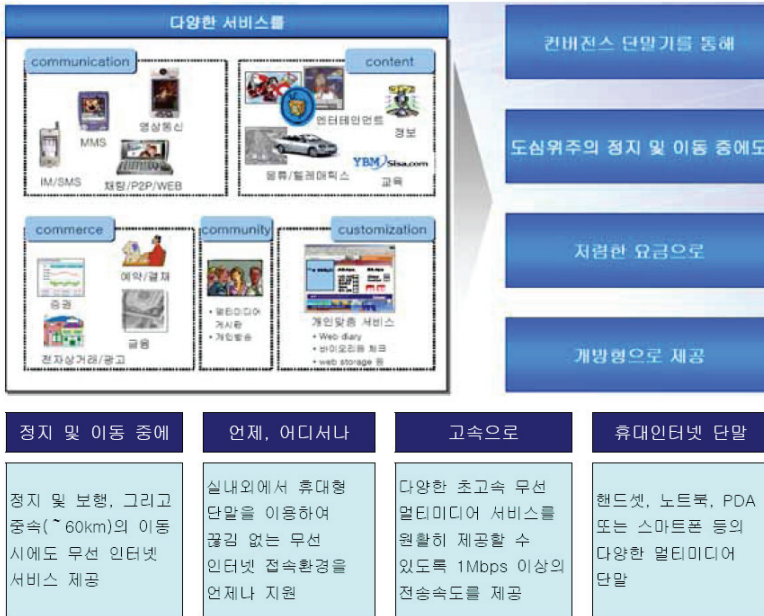 다양한 서비스를
communication
MMS
영상통신
IM/SMS
채팅/P2P/WEB
content
엔터테인먼트
정보
물류/텔레매틱스
YBM Sisa.com
교육
commerce
예약/결재
증권
금융
전자상거래/광고
community
• 멀티미디어
게시판
• 개인방송
customization
개인맞춤 서비스
• Web diary
• 바이오리듬 체크
• web storage 등
컨버전스 단말기를 통해
도심위주의 정지 및 이동 중에도
저렴한 요금으로
개방형으로 제공
정지 및 이동 중에
정지 및 보행, 그리고
중속(~60km)의 이동
시에도 무선 인터넷
서비스 제공
언제, 어디서나
실내외에서 휴대형
단말을 이용하여
끊김 없는 무선
인터넷 접속환경을
언제나 지원
고속으로
다양한 초고속 무선
멀티미디어 서비스를
원활히 제공할 수
있도록 1Mbps 이상의
전송속도를 제공
휴대인터넷 단말
핸드셋, 노트북, PDA
또는 스마트폰 등의
다양한 멀티미디어
단말